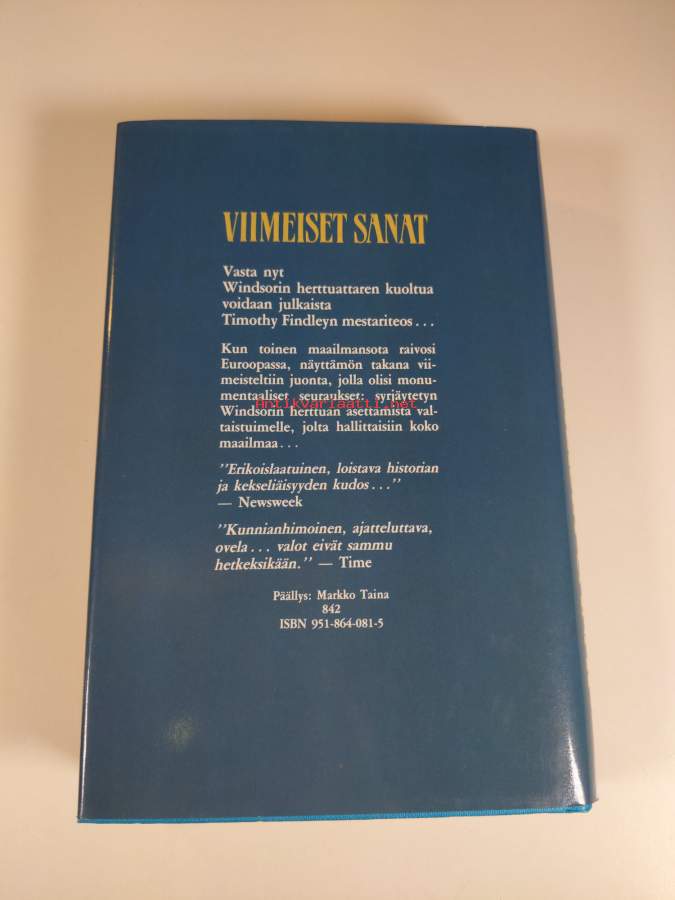 VIIMEISET SANAT
Vasta nyt
Windsorin herttuattaren kuoltua
voidaan julkaista
Timothy Findleyn mestariteos . . .
Kun toinen maailmansota raivosi
Euroopassa, näyttämön takana vii-
meisteltiin juonta, jolla olisi monu-
mentaaliset seuraukset: syrjäytetyn
Antikvariaatti.net
Windsorin herttuan asettamista val-
taistuimelle, jolta hallittaisiin koko
maailmaa . . .
''Erikoislaatuinen, loistava historian
ja kekseliäisyyden kudos . . .''
— Newsweek
''Kunnianhimoinen, ajatteluttava,
ovela . . . valot eivät sammu
hetkeksikään.'' — Time
Päällys: Markko Taina
842
ISBN 951-864-081-5